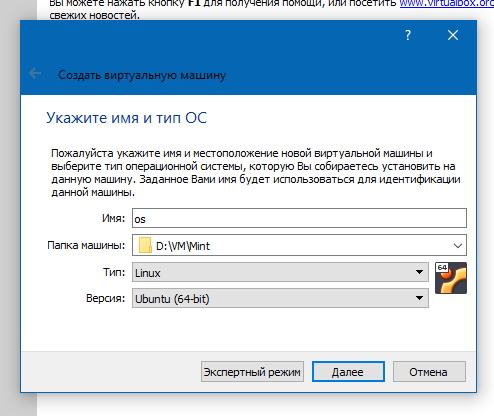 Вы можете нажать кнопку F1 для получения помощи, или посетить www.virtualbox.org
свежих новостей.
Создать виртуальную машину
Укажите имя и тип ОС
Пожалуйста укажите имя и местоположение новой виртуальной машины и
выберите тип операционной системы, которую Вы собираетесь установить на
данную машину. Заданное Вами имя будет использоваться для идентификации
данной машины.
Имя: os
Папка машины: D:\VM\Mint
Тип: Linux
64
Версия: Ubuntu (64-bit)
Экспертный режим Далее Отмена